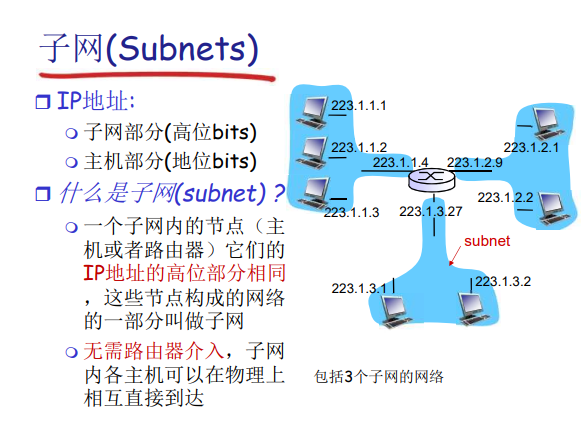 子网(Subnets)
❒ IP地址:
○ 子网部分(高位bits)
○ 主机部分(地位bits)
❒ 什么是子网(subnet) ?
○ 一个子网内的节点（主
机或者路由器）它们的
IP地址的高位部分相同
，这些节点构成的网络
的一部分叫做子网
○ 无需路由器介入，子网
内各主机可以在物理上
相互直接到达
223.1.1.1
223.1.1.2
223.1.1.3
223.1.1.4
223.1.2.9
223.1.2.1
223.1.2.2
223.1.3.27
subnet
223.1.3.1
223.1.3.2
包括3个子网的网络